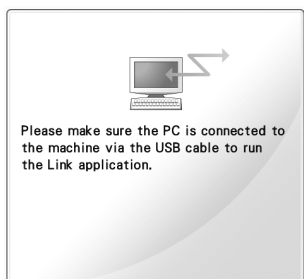 Please make sure the PC is connected to
the machine via the USB cable to run
the Link application.